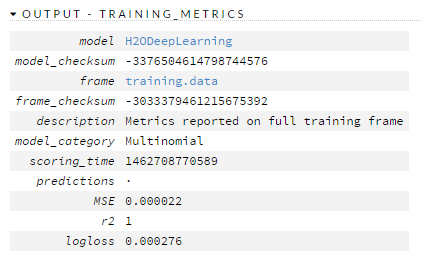 OUTPUT - TRAINING_METRICS
model H2ODeepLearning
model_checksum -3376504614798744576
frame training.data
frame_checksum -3033379461215675392
description Metrics reported on full training frame
model_category Multinomial
scoring_time 1462708770589
predictions ·
MSE 0.000022
r2 1
logloss 0.000276